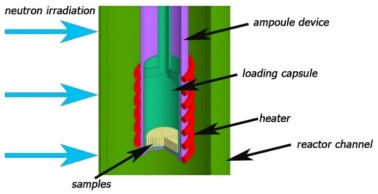 neutron irradiation
ampoule device
loading capsule
heater
reactor channel
samples